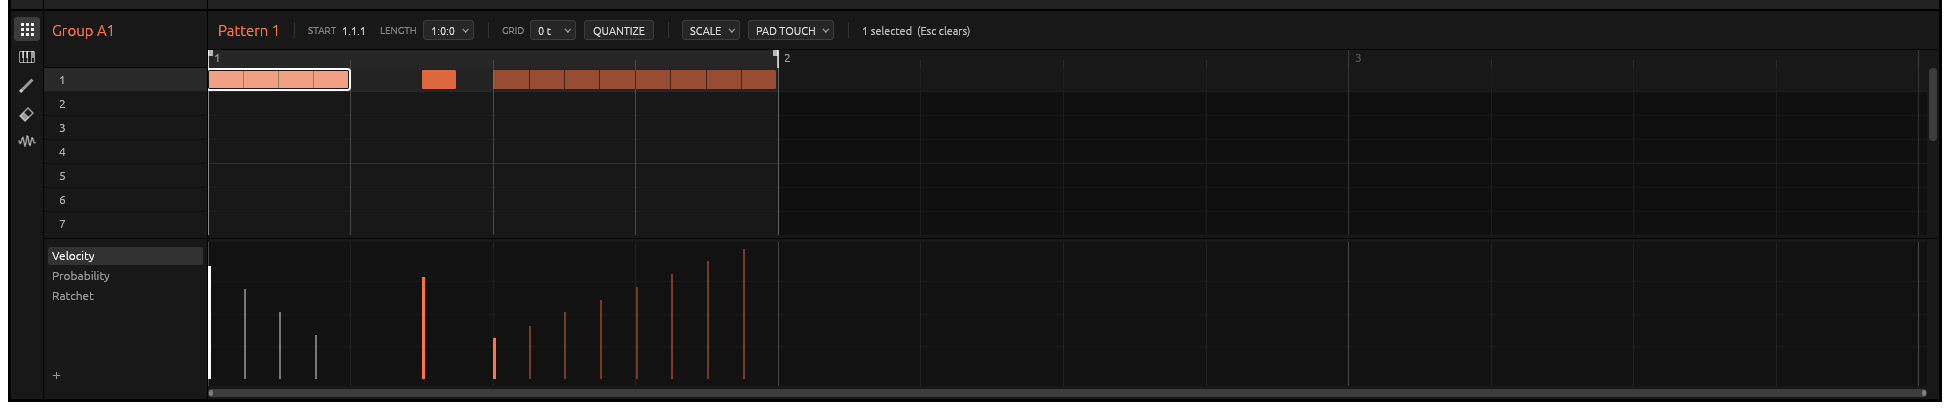 Group A1
Pattern 1 START 1.1.1 LENGTH 1:0:0 GRID 0 t QUANTIZE SCALE PAD TOUCH 1 selected (Esc clears)
1 2 3
1
2
3
4
5
6
7
Velocity
Probability
Ratchet
+